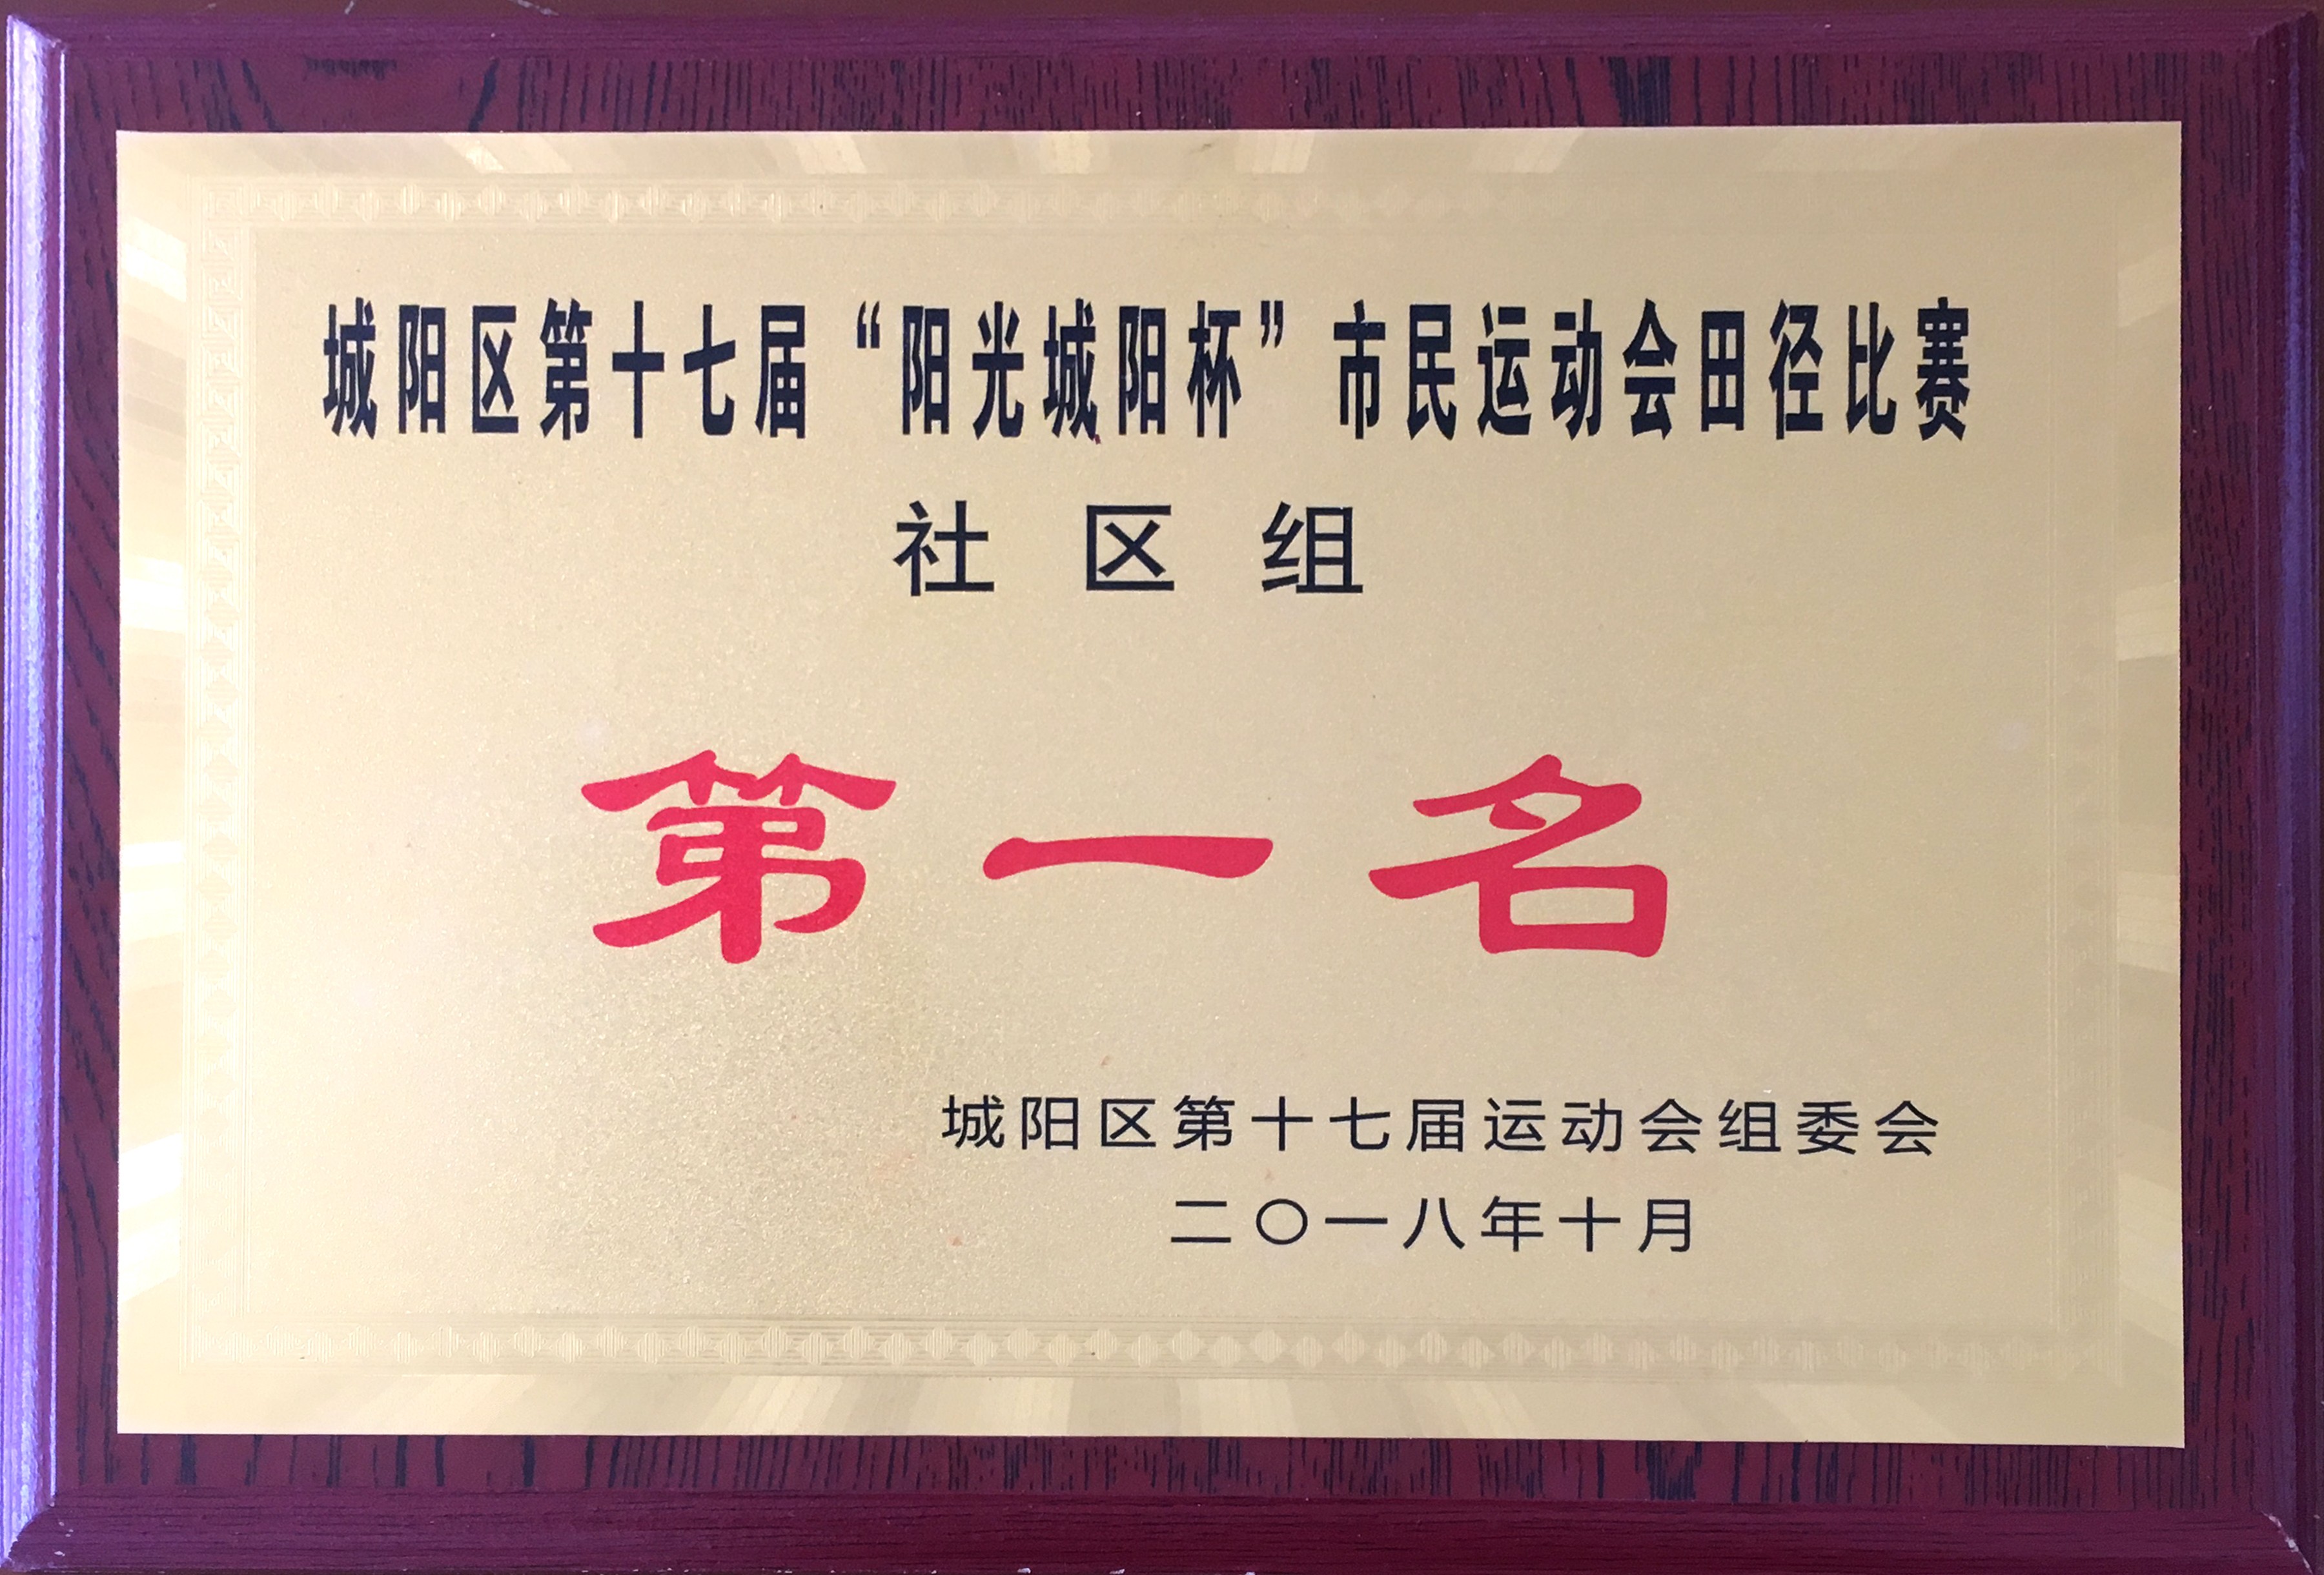 城阳区第十七届“阳光城阳杯”市民运动会田径比赛
社区组
第一名
城阳区第十七届运动会组委会
二〇一八年十月